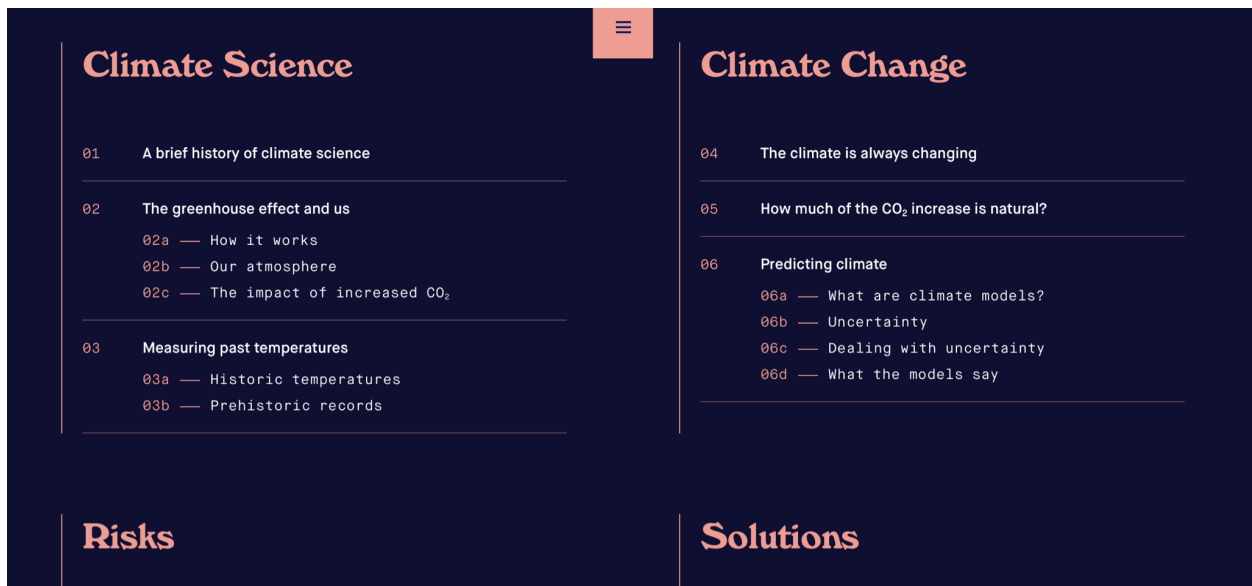 Climate Science
01 A brief history of climate science
02 The greenhouse effect and us
02a — How it works
02b — Our atmosphere
02c — The impact of increased CO₂
03 Measuring past temperatures
03a — Historic temperatures
03b — Prehistoric records
Climate Change
04 The climate is always changing
05 How much of the CO₂ increase is natural?
06 Predicting climate
06a — What are climate models?
06b — Uncertainty
06c — Dealing with uncertainty
06d — What the models say
Risks
Solutions